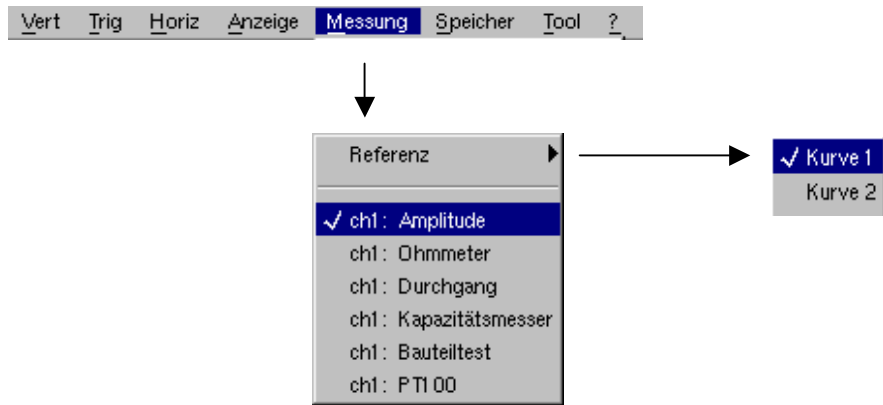 Vert Trig Horiz Anzeige Messung Speicher Tool ?
Referenz
ch1: Amplitude
ch1: Ohmmeter
ch1: Durchgang
ch1: Kapazitätsmesser
ch1: Bauteiltest
ch1: PT100
Kurve 1
Kurve 2